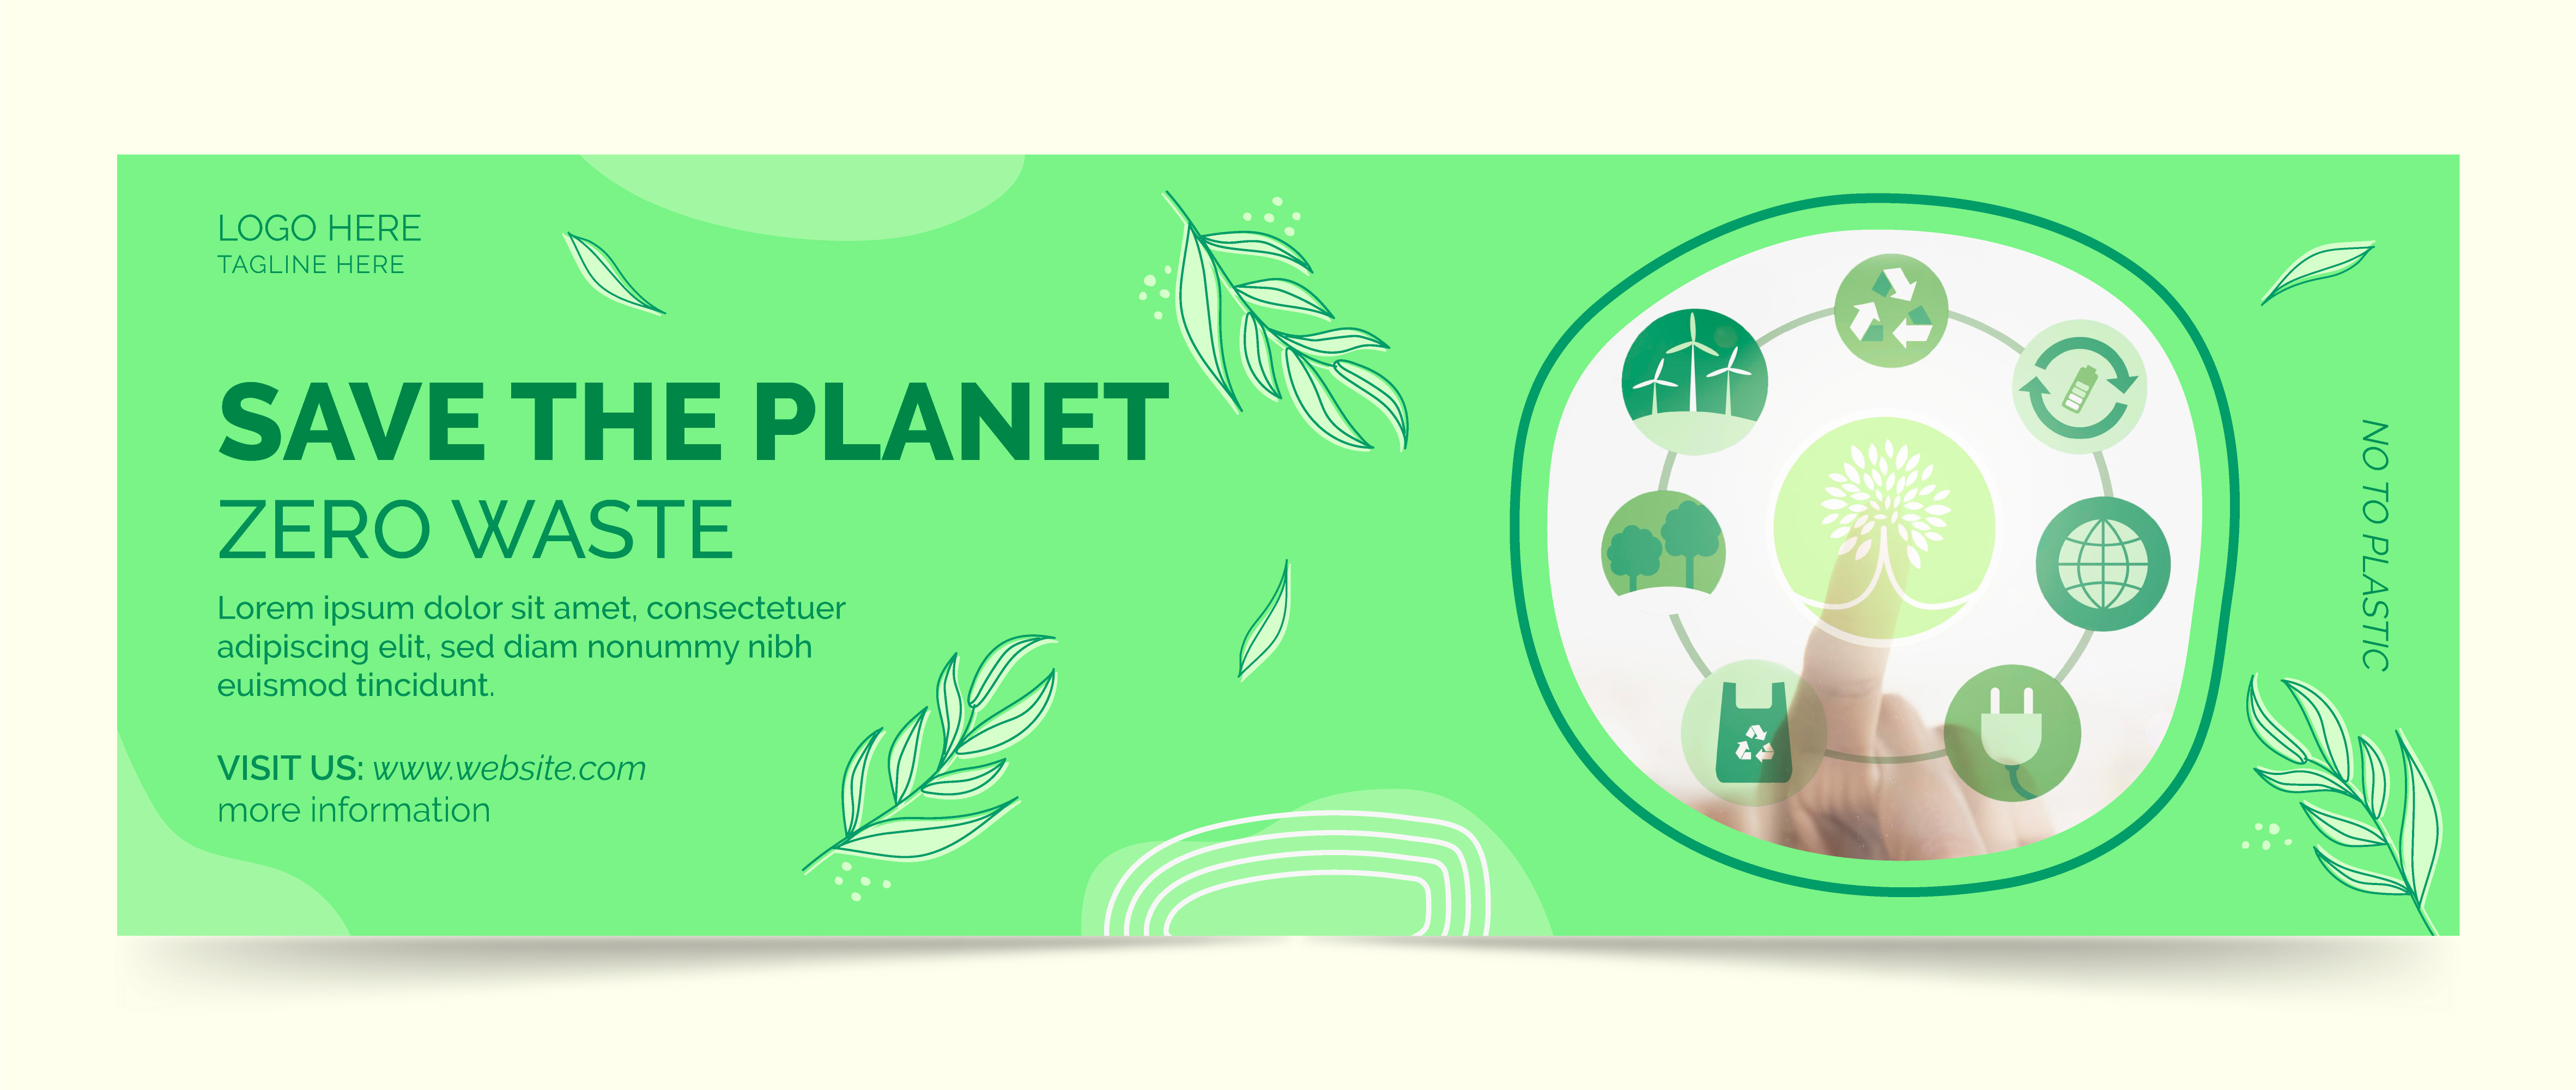 LOGO HERE
TAGLINE HERE
SAVE THE PLANET
ZERO WASTE
Lorem ipsum dolor sit amet, consectetuer
adipiscing elit, sed diam nonummy nibh
euismod tincidunt.
VISIT US: www.website.com
more information
NO TO PLASTIC